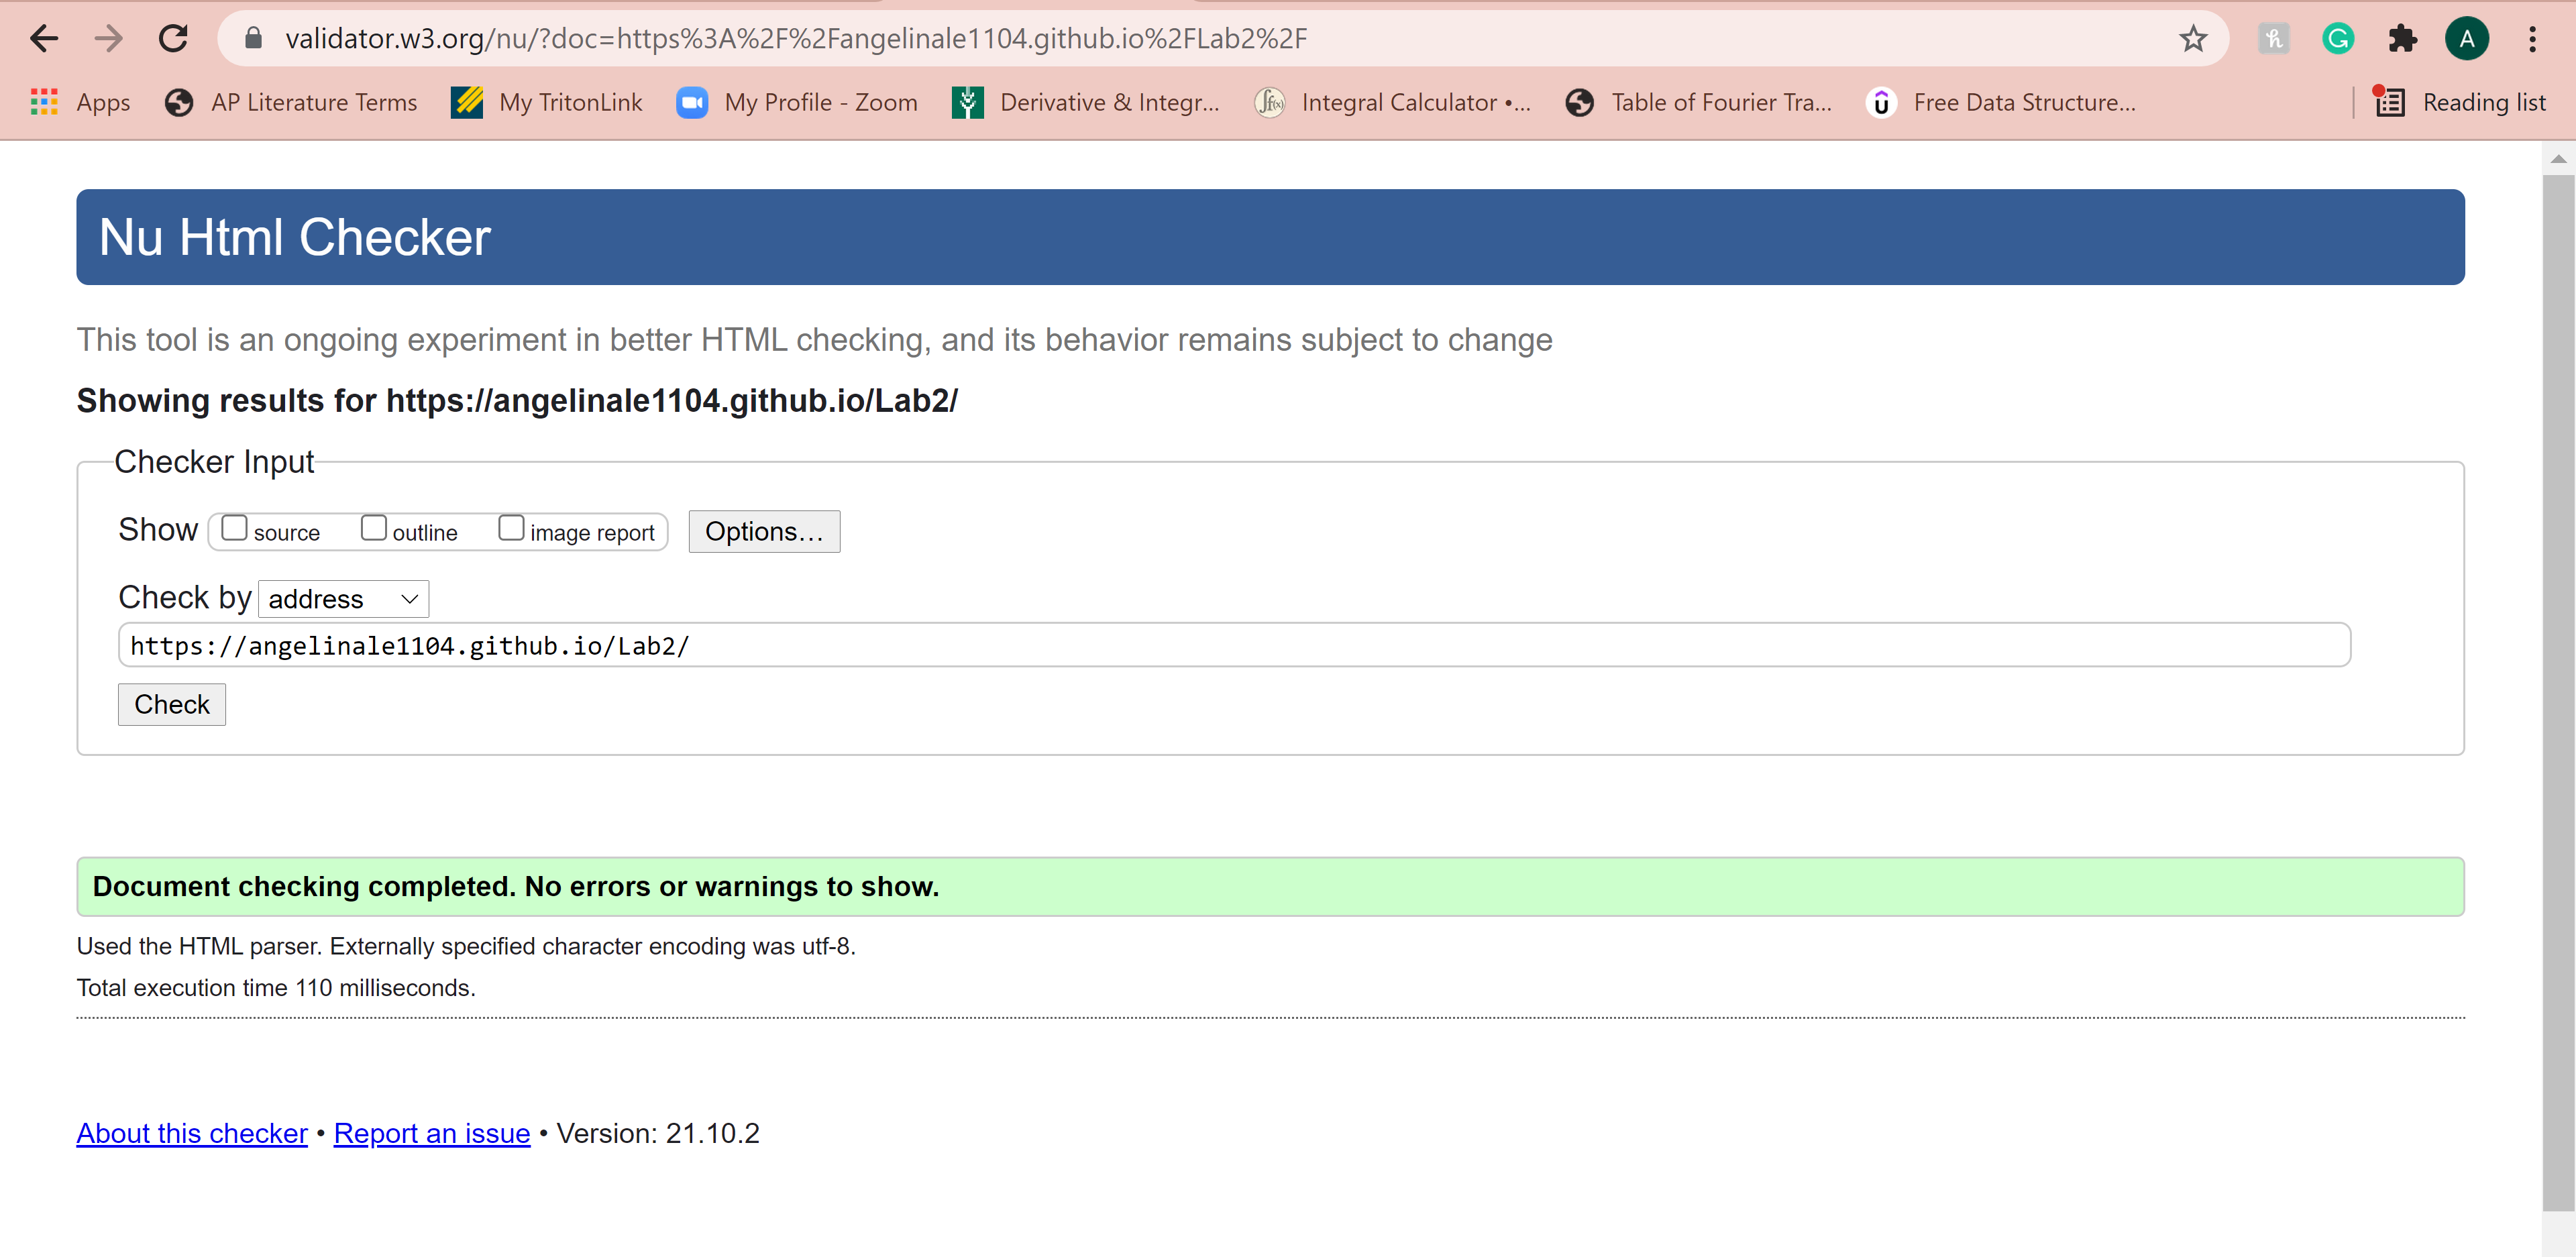 validator.w3.org/nu/?doc=https%3A%2F%2Fangelinale1104.github.io%2FLab2%2F
A
Apps AP Literature Terms My TritonLink My Profile - Zoom Derivative & Integr... Integral Calculator •... Table of Fourier Tra... Free Data Structure... Reading list
Nu Html Checker
This tool is an ongoing experiment in better HTML checking, and its behavior remains subject to change
Showing results for https://angelinale1104.github.io/Lab2/
Checker Input
Show source outline image report Options...
Check by address
https://angelinale1104.github.io/Lab2/
Check
Document checking completed. No errors or warnings to show.
Used the HTML parser. Externally specified character encoding was utf-8.
Total execution time 110 milliseconds.
About this checker • Report an issue • Version: 21.10.2